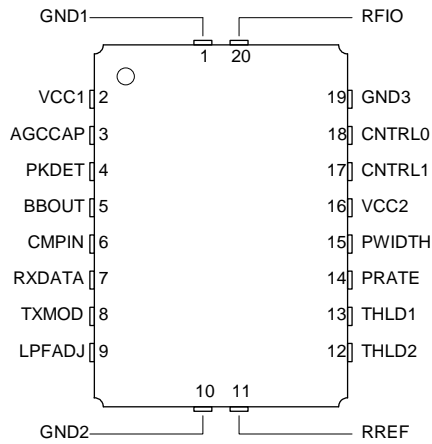 GND1 RFIO
1 20
VCC1 2 19 GND3
AGCCAP 3 18 CNTRL0
PKDET 4 17 CNTRL1
BBOUT 5 16 VCC2
CMPIN 6 15 PWIDTH
RXDATA 7 14 PRATE
TXMOD 8 13 THLD1
LPFADJ 9 12 THLD2
10 11
GND2 RREF